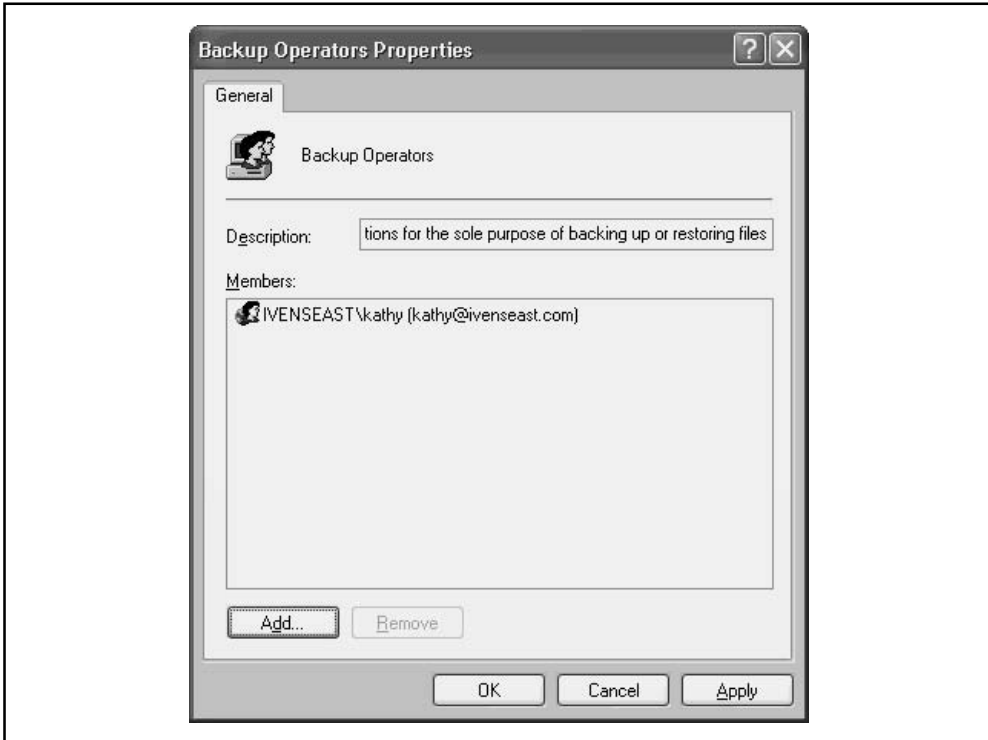 Backup Operators Properties
General
Backup Operators
Description: tions for the sole purpose of backing up or restoring files
Members:
IVENSEAST\kathy (kathy@ivenseast.com)
Add... Remove
OK Cancel Apply